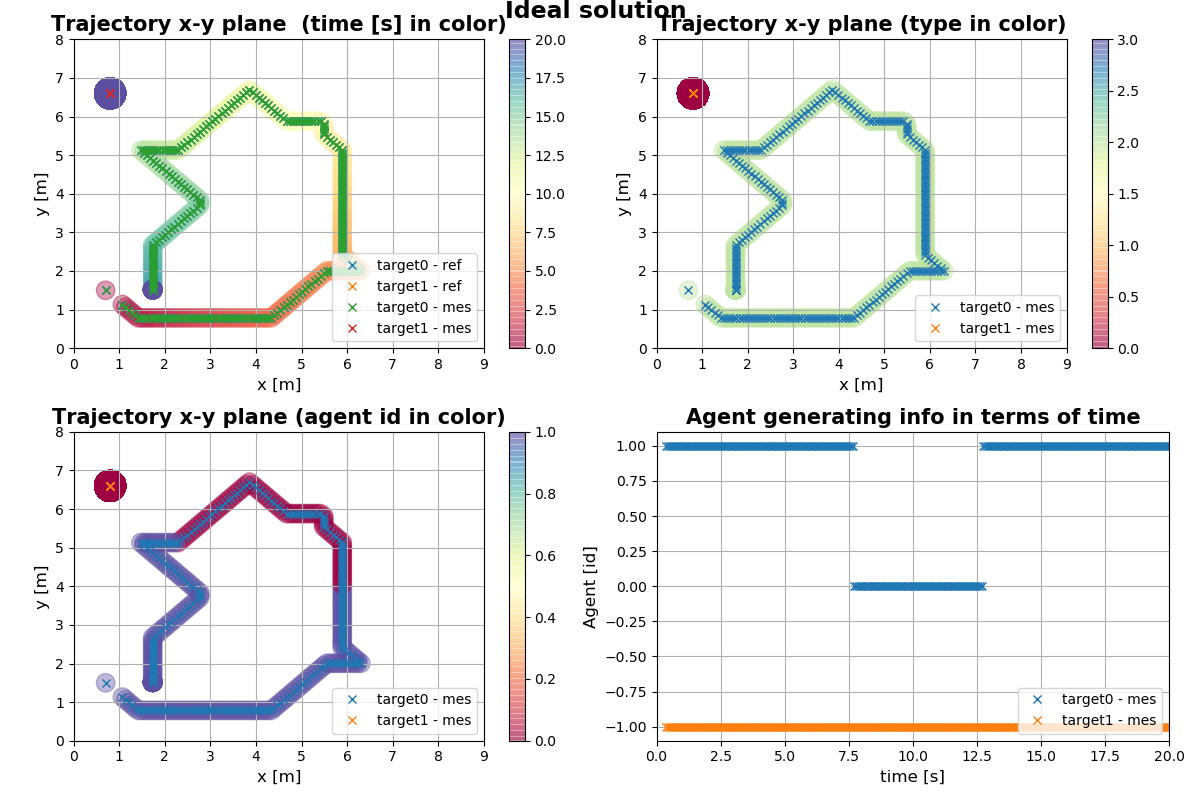 Ideal solution
Trajectory x-y plane  (time [s] in color)
8
7
6
5
4
3
2
1
0
y [m]
0 1 2 3 4 5 6 7 8 9
x [m]
target0 - ref
target1 - ref
target0 - mes
target1 - mes
20.0
17.5
15.0
12.5
10.0
7.5
5.0
2.5
0.0
Trajectory x-y plane (type in color)
8
7
6
5
4
3
2
1
0
y [m]
0 1 2 3 4 5 6 7 8 9
x [m]
target0 - mes
target1 - mes
3.0
2.5
2.0
1.5
1.0
0.5
0.0
Trajectory x-y plane (agent id in color)
8
7
6
5
4
3
2
1
0
y [m]
0 1 2 3 4 5 6 7 8 9
x [m]
target0 - mes
target1 - mes
1.0
0.8
0.6
0.4
0.2
0.0
Agent generating info in terms of time
1.00
0.75
0.50
0.25
0.00
−0.25
−0.50
−0.75
−1.00
Agent [id]
0.0 2.5 5.0 7.5 10.0 12.5 15.0 17.5 20.0
time [s]
target0 - mes
target1 - mes